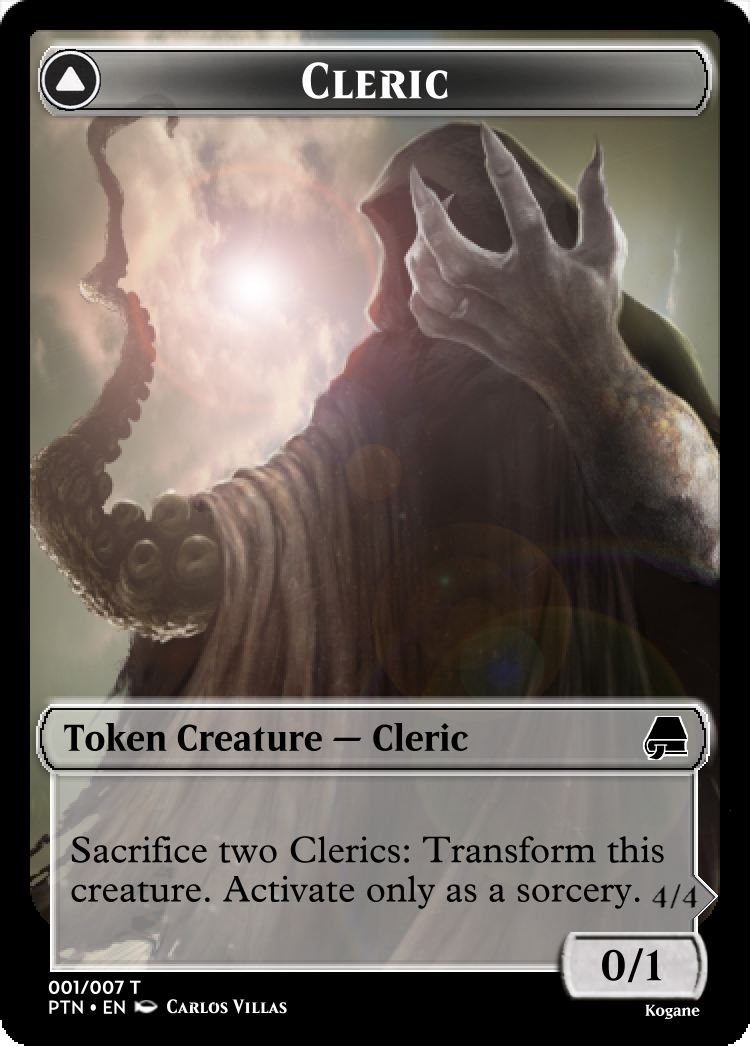 Cleric
Token Creature — Cleric
Sacrifice two Clerics: Transform this
creature. Activate only as a sorcery.
4/4
0/1
001/007 T
PTN • EN Carlos Villas
Kogane